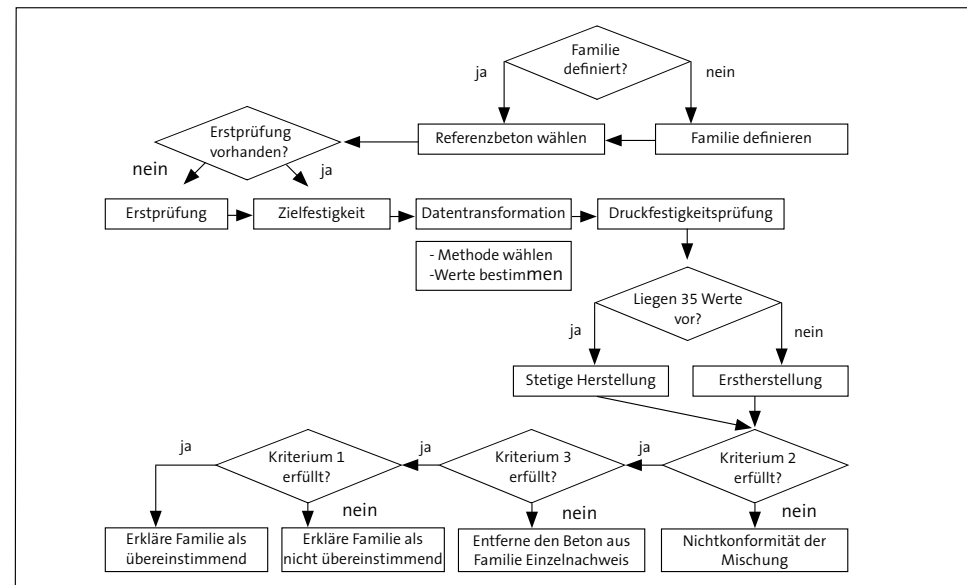 Familie
definiert?
ja
nein
Erstprüfung
vorhanden?
Referenzbeton wählen
Familie definieren
nein
ja
Erstprüfung
Zielfestigkeit
Datentransformation
Druckfestigkeitsprüfung
- Methode wählen
-Werte bestimmen
Liegen 35 Werte
vor?
ja
nein
Stetige Herstellung
Erstherstellung
ja
Kriterium 1
erfüllt?
ja
Kriterium 3
erfüllt?
ja
Kriterium 2
erfüllt?
nein
nein
nein
Erkläre Familie als
übereinstimmend
Erkläre Familie als
nicht übereinstimmend
Entferne den Beton aus
Familie Einzelnachweis
Nichtkonformität der
Mischung